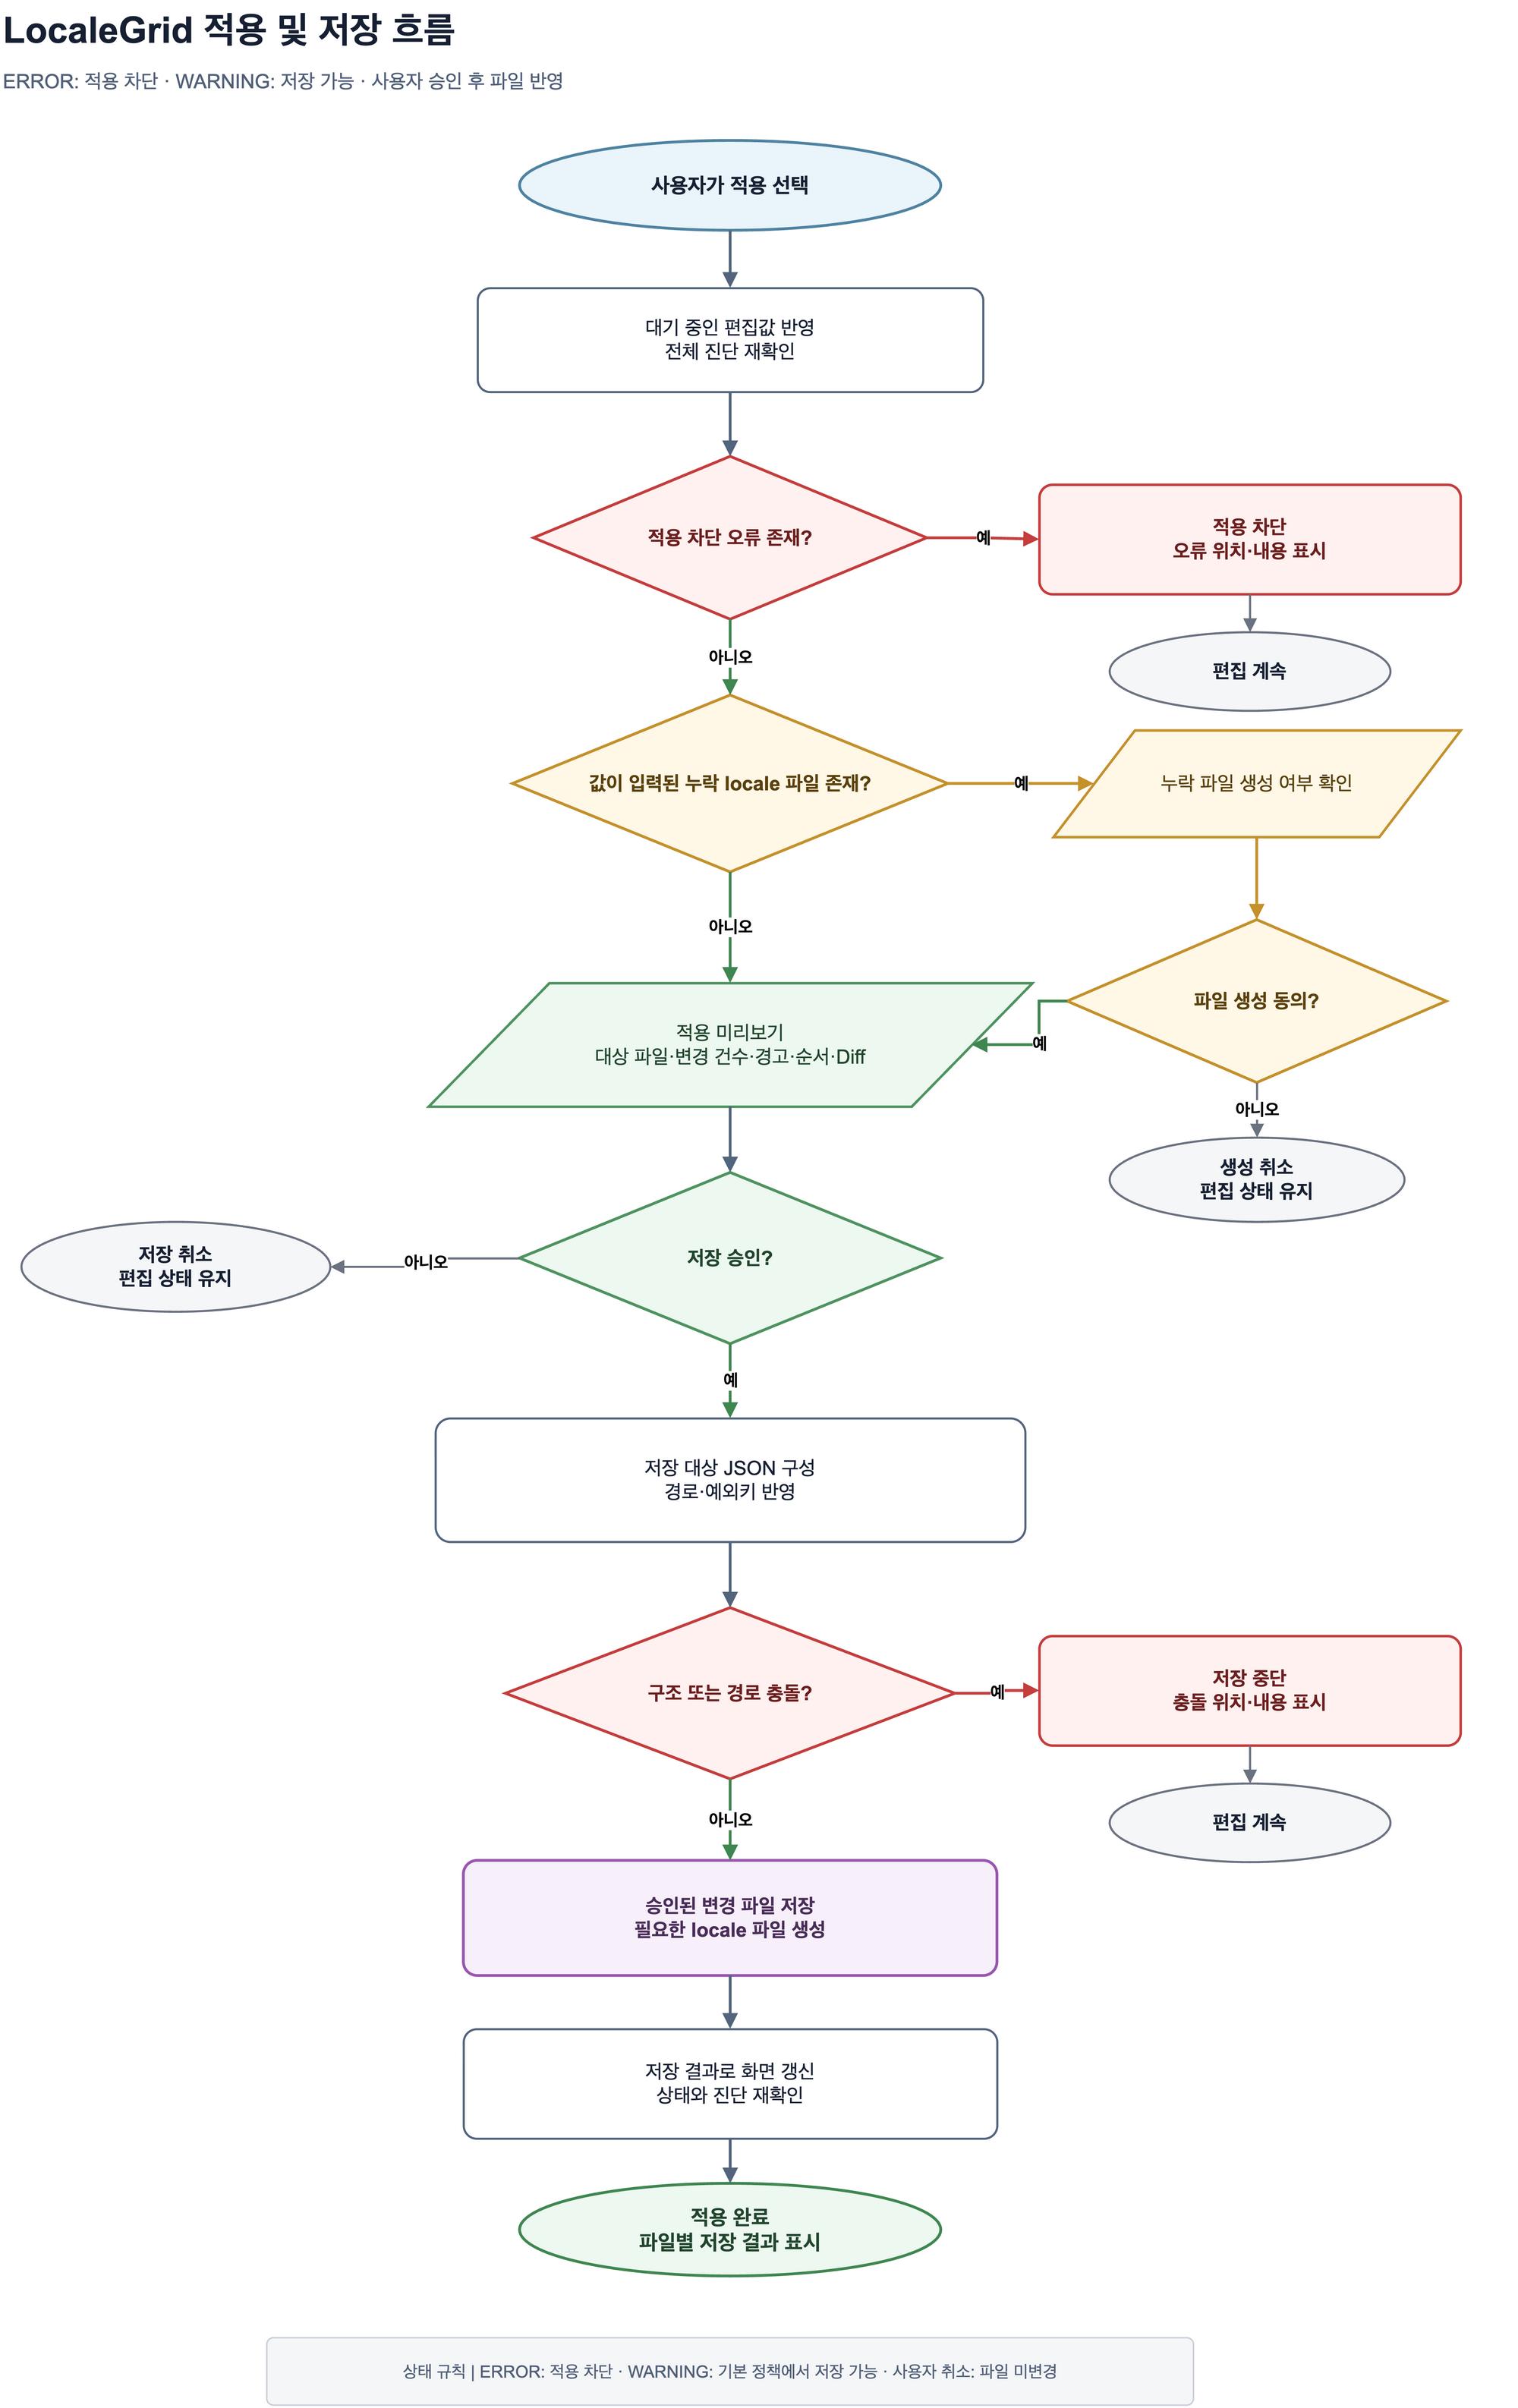 LocaleGrid 적용 및 저장 흐름
ERROR: 적용 차단 · WARNING: 저장 가능 · 사용자 승인 후 파일 반영
사용자가 적용 선택
대기 중인 편집값 반영
전체 진단 재확인
적용 차단 오류 존재?
예
적용 차단
오류 위치·내용 표시
편집 계속
아니오
값이 입력된 누락 locale 파일 존재?
예
누락 파일 생성 여부 확인
아니오
파일 생성 동의?
예
적용 미리보기
대상 파일·변경 건수·경고·순서·Diff
아니오
생성 취소
편집 상태 유지
저장 승인?
아니오
저장 취소
편집 상태 유지
예
저장 대상 JSON 구성
경로·예외키 반영
구조 또는 경로 충돌?
예
저장 중단
충돌 위치·내용 표시
편집 계속
아니오
승인된 변경 파일 저장
필요한 locale 파일 생성
저장 결과로 화면 갱신
상태와 진단 재확인
적용 완료
파일별 저장 결과 표시
상태 규칙 | ERROR: 적용 차단 · WARNING: 기본 정책에서 저장 가능 · 사용자 취소: 파일 미변경